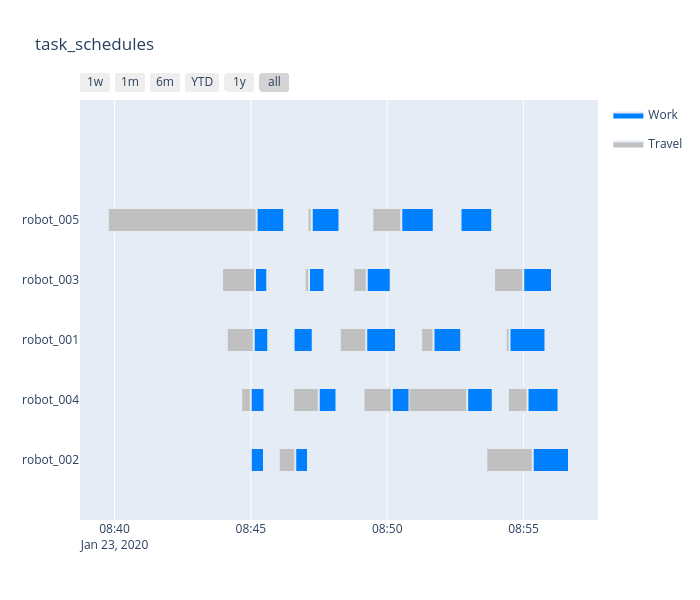 task_schedules
1w 1m 6m YTD 1y all
Work
Travel
robot_005
robot_003
robot_001
robot_004
robot_002
08:40 08:45 08:50 08:55
Jan 23, 2020